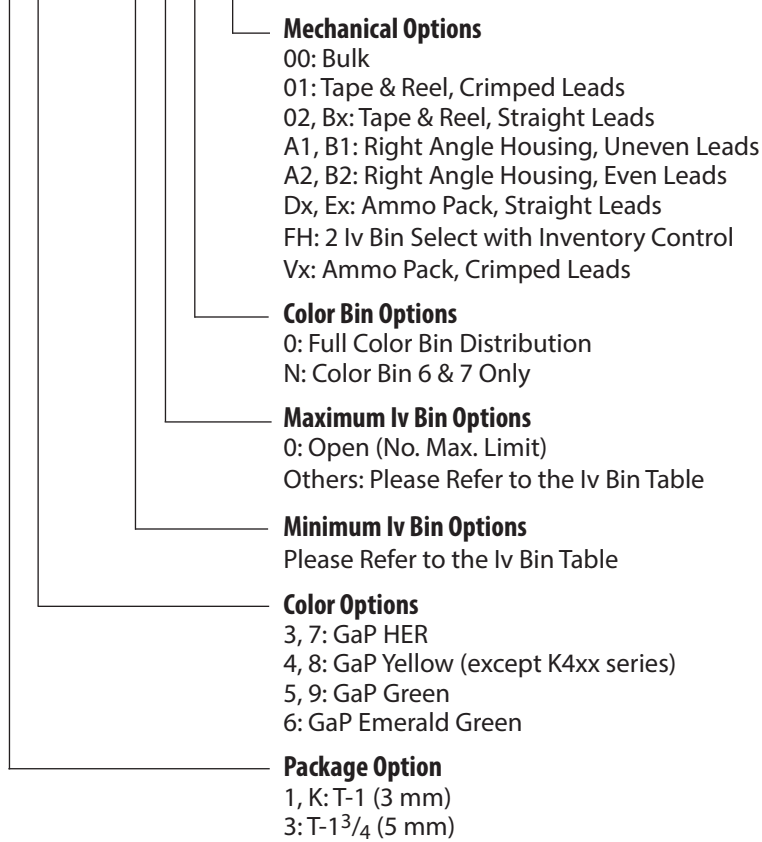 Mechanical Options
00: Bulk
01: Tape & Reel, Crimped Leads
02, Bx: Tape & Reel, Straight Leads
A1, B1: Right Angle Housing, Uneven Leads
A2, B2: Right Angle Housing, Even Leads
Dx, Ex: Ammo Pack, Straight Leads
FH: 2 Iv Bin Select with Inventory Control
Vx: Ammo Pack, Crimped Leads
Color Bin Options
0: Full Color Bin Distribution
N: Color Bin 6 & 7 Only
Maximum Iv Bin Options
0: Open (No. Max. Limit)
Others: Please Refer to the Iv Bin Table
Minimum Iv Bin Options
Please Refer to the Iv Bin Table
Color Options
3, 7: GaP HER
4, 8: GaP Yellow (except K4xx series)
5, 9: GaP Green
6: GaP Emerald Green
Package Option
1, K: T-1 (3 mm)
3: T-1 3/4 (5 mm)